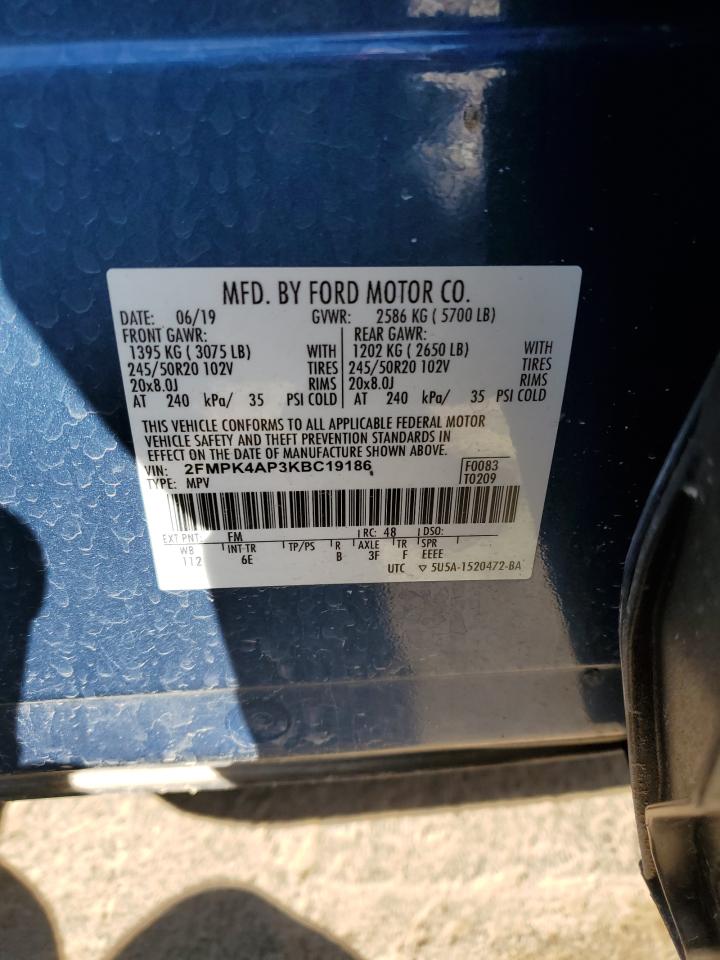 MFD. BY FORD MOTOR CO.
DATE: 06/19 GVWR: 2586 KG ( 5700 LB)
FRONT GAWR: REAR GAWR:
1395 KG ( 3075 LB) WITH 1202 KG ( 2650 LB) WITH
245/50R20 102V TIRES 245/50R20 102V TIRES
20x8.0J RIMS 20x8.0J RIMS
AT 240 kPa/ 35 PSI COLD AT 240 kPa/ 35 PSI COLD
THIS VEHICLE CONFORMS TO ALL APPLICABLE FEDERAL MOTOR
VEHICLE SAFETY AND THEFT PREVENTION STANDARDS IN
EFFECT ON THE DATE OF MANUFACTURE SHOWN ABOVE.
VIN: 2FMPK4AP3KBC19186 F0083
TYPE: MPV T0209
EXT PNT: FM RC: 48 DSO:
WB INT TR TP/PS R AXLE TR SPR
112 6E B 3F F EEEE
UTC ▽ 5U5A-1520472-BA